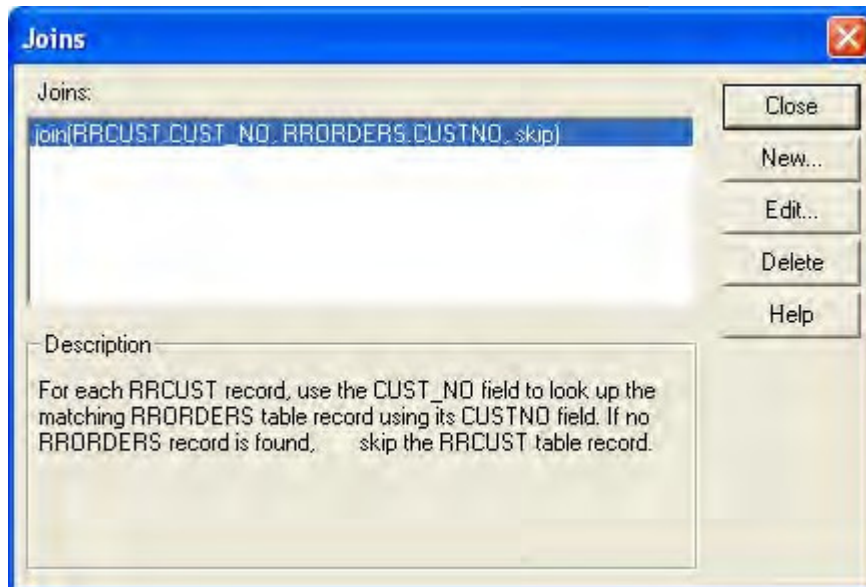 Joins
Joins:
join(RRCUST.CUST_NO, RRORDERS.CUSTNO, skip)
Close
New...
Edit...
Delete
Help
Description
For each RRCUST record, use the CUST_NO field to look up the
matching RRORDERS table record using its CUSTNO field. If no
RRORDERS record is found, skip the RRCUST table record.